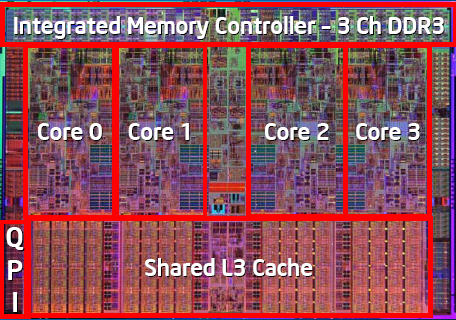 Integrated Memory Controller - 3 Ch DDR3
Core 0
Core 1
Core 2
Core 3
Q
P
I
Shared L3 Cache